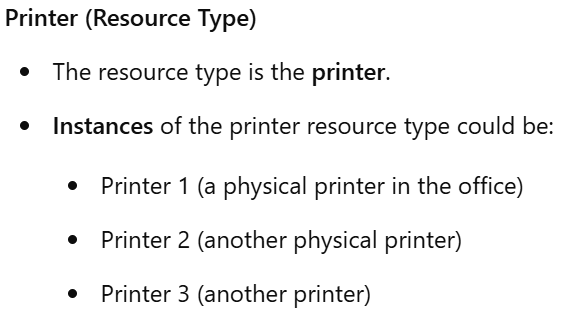 Printer (Resource Type)
• The resource type is the printer.
• Instances of the printer resource type could be:
• Printer 1 (a physical printer in the office)
• Printer 2 (another physical printer)
• Printer 3 (another printer)